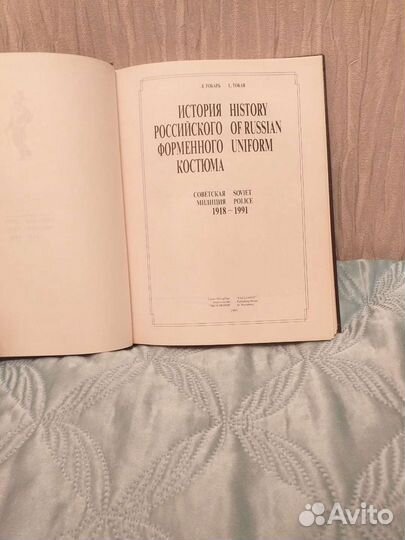 Л. ТОКАРЬ L. TOKAR
ИСТОРИЯ HISTORY
РОССИЙСКОГО OF RUSSIAN
ФОРМЕННОГО UNIFORM
КОСТЮМА
СОВЕТСКАЯ SOVIET
МИЛИЦИЯ POLICE
1918 – 1991
Avito